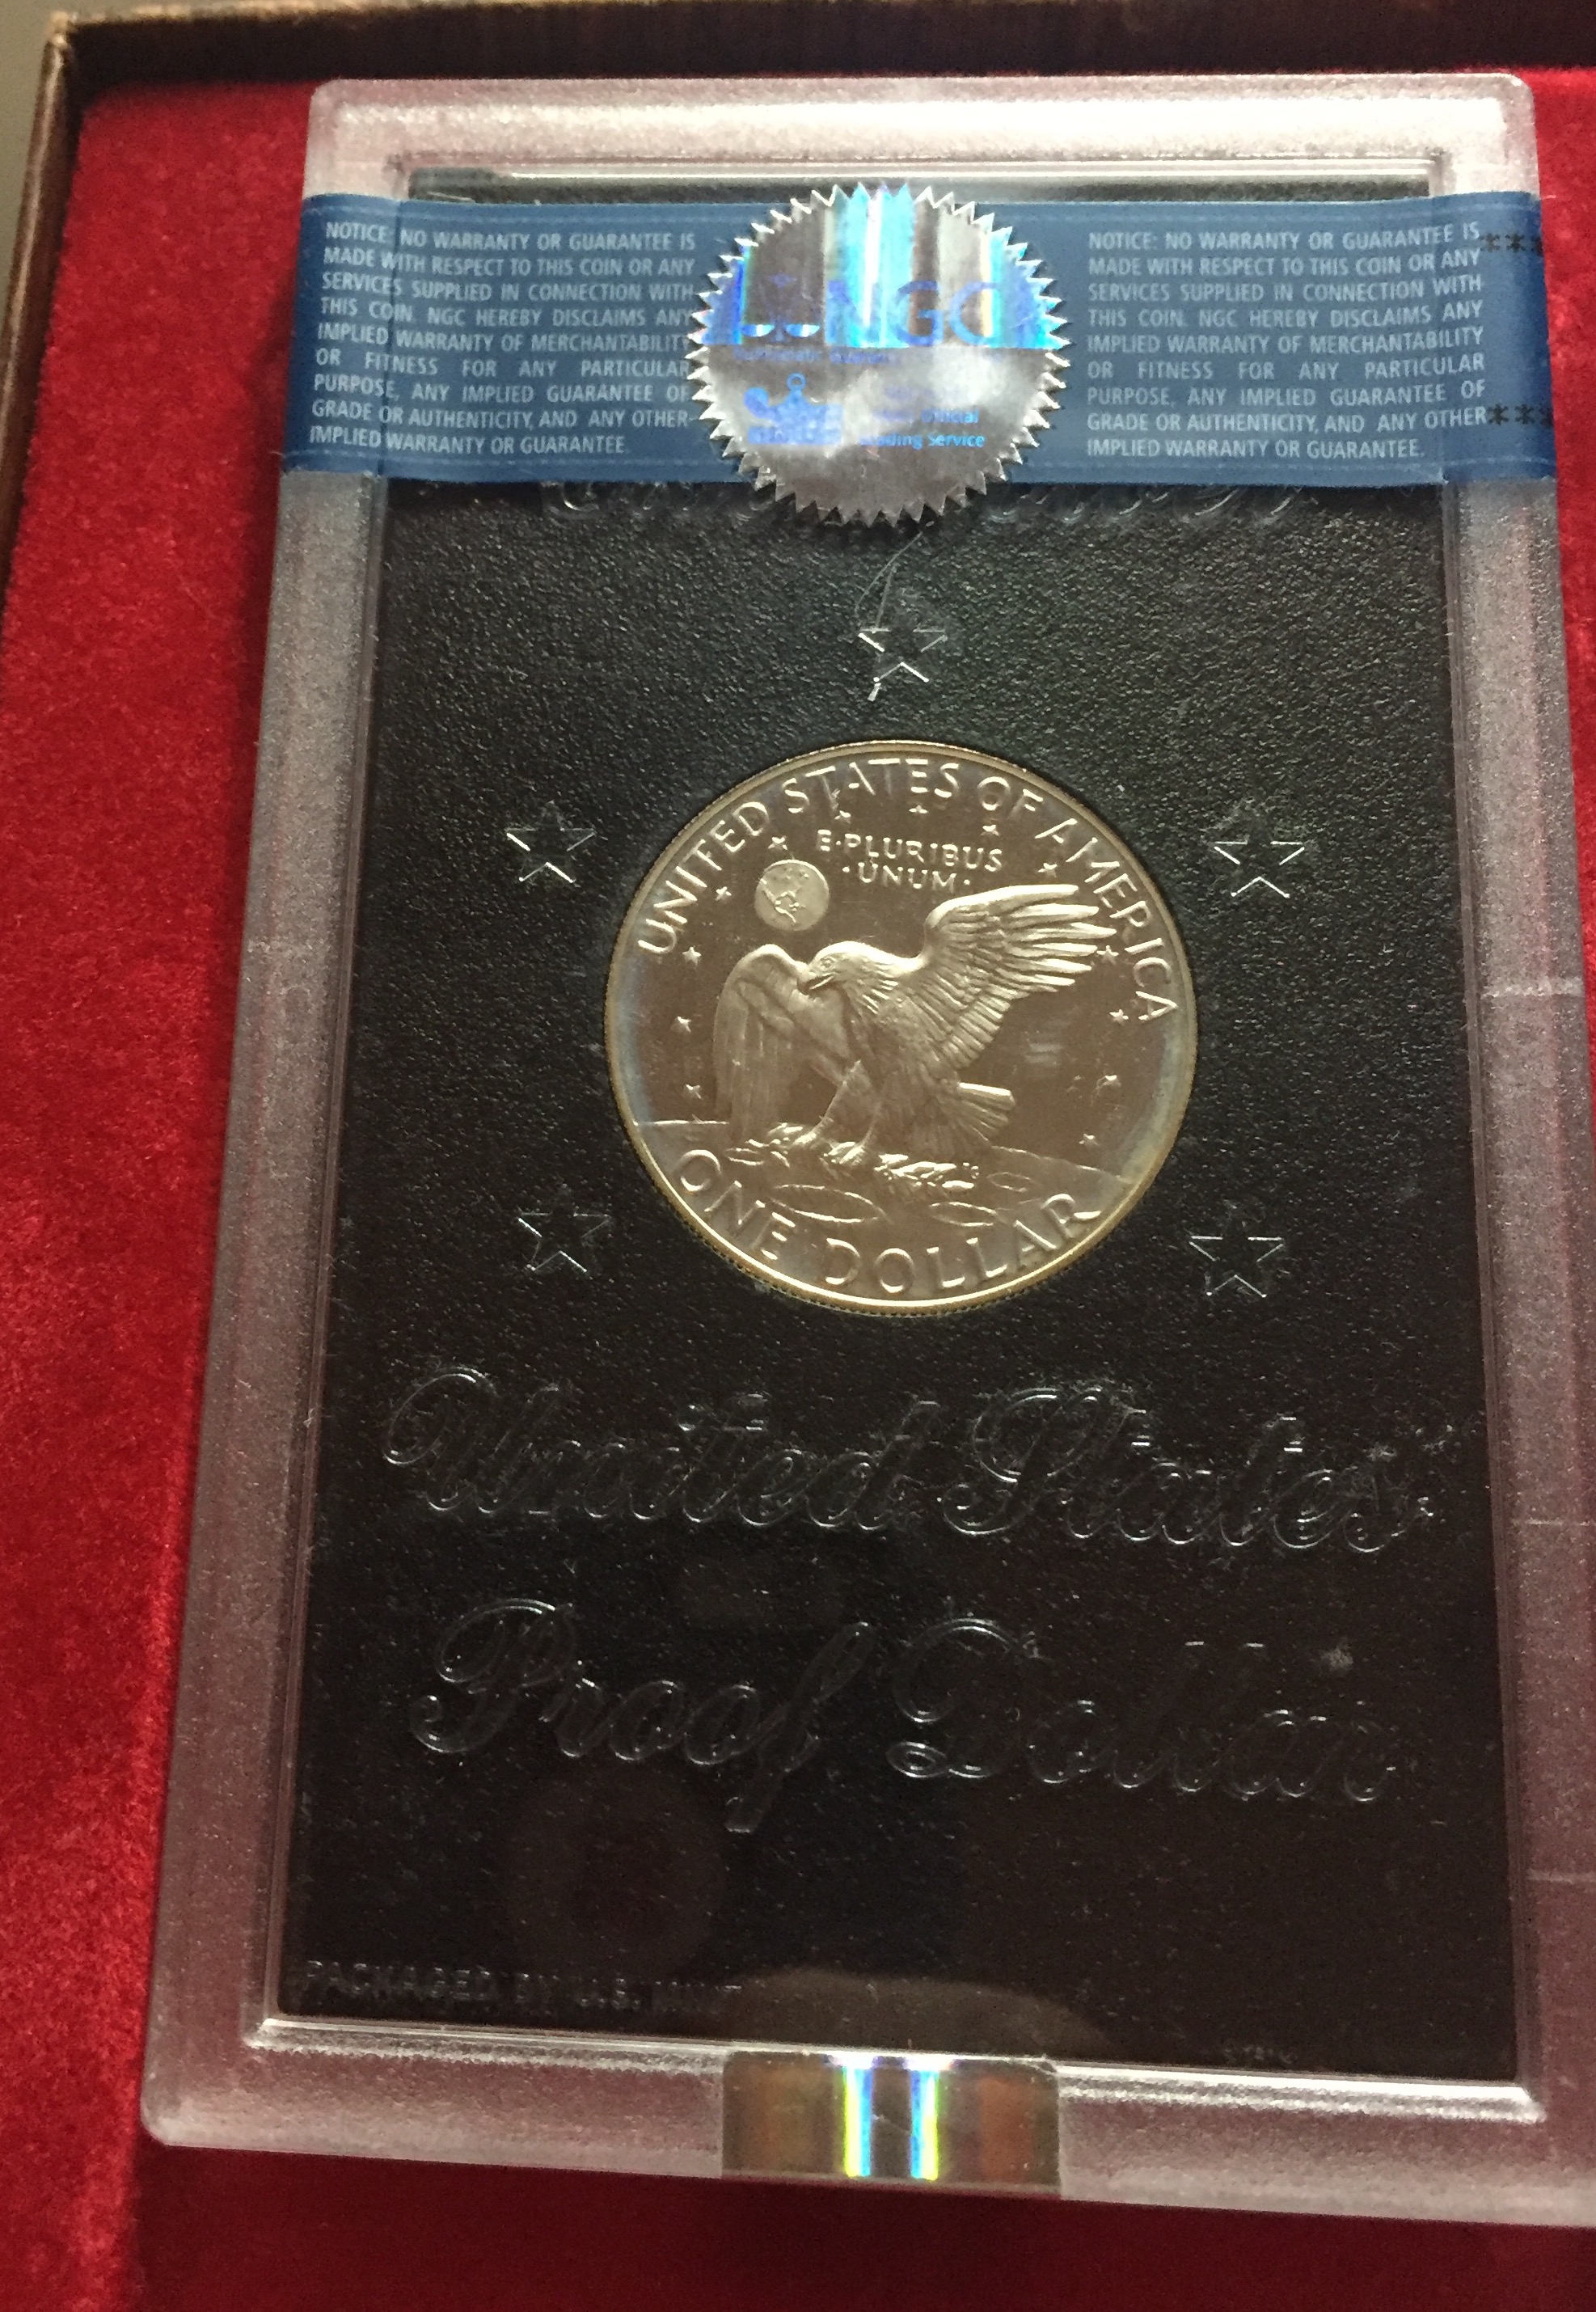 NOTICE: NO WARRANTY OR GUARANTEE IS
MADE WITH RESPECT TO THIS COIN OR ANY
SERVICES SUPPLIED IN CONNECTION WITH
THIS COIN. NGC HEREBY DISCLAIMS ANY
IMPLIED WARRANTY OF MERCHANTABILITY
OR FITNESS FOR ANY PARTICULAR
PURPOSE, ANY IMPLIED GUARANTEE OF
GRADE OR AUTHENTICITY, AND ANY OTHER
IMPLIED WARRANTY OR GUARANTEE.
NGC
Official
Grading Service
NOTICE: NO WARRANTY OR GUARANTEE IS
MADE WITH RESPECT TO THIS COIN OR ANY
SERVICES SUPPLIED IN CONNECTION WITH
THIS COIN. NGC HEREBY DISCLAIMS ANY
IMPLIED WARRANTY OF MERCHANTABILITY
OR FITNESS FOR ANY PARTICULAR
PURPOSE, ANY IMPLIED GUARANTEE OF
GRADE OR AUTHENTICITY, AND ANY OTHER
IMPLIED WARRANTY OR GUARANTEE.
***
***
UNITED STATES OF AMERICA
E·PLURIBUS
·UNUM·
ONE DOLLAR
United States
Proof Dollar
PACKAGED BY U.S. MINT